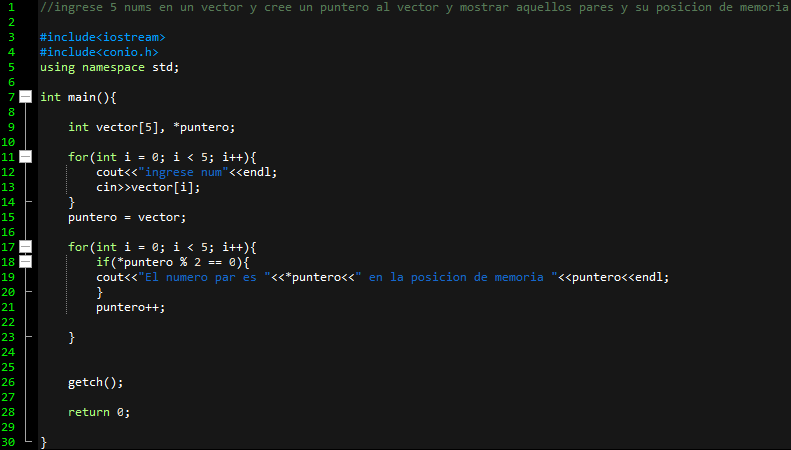 1 //ingrese 5 nums en un vector y cree un puntero al vector y mostrar aquellos pares y su posicion de memoria
2
3 #include<iostream>
4 #include<conio.h>
5 using namespace std;
6
7 int main(){
8
9 int vector[5], *puntero;
10
11 for(int i = 0; i < 5; i++){
12 cout<<"ingrese num"<<endl;
13 cin>>vector[i];
14 }
15 puntero = vector;
16
17 for(int i = 0; i < 5; i++){
18 if(*puntero % 2 == 0){
19 cout<<"El numero par es "<<*puntero<<" en la posicion de memoria "<<puntero<<endl;
20 }
21 puntero++;
22
23 }
24
25
26 getch();
27
28 return 0;
29
30 }